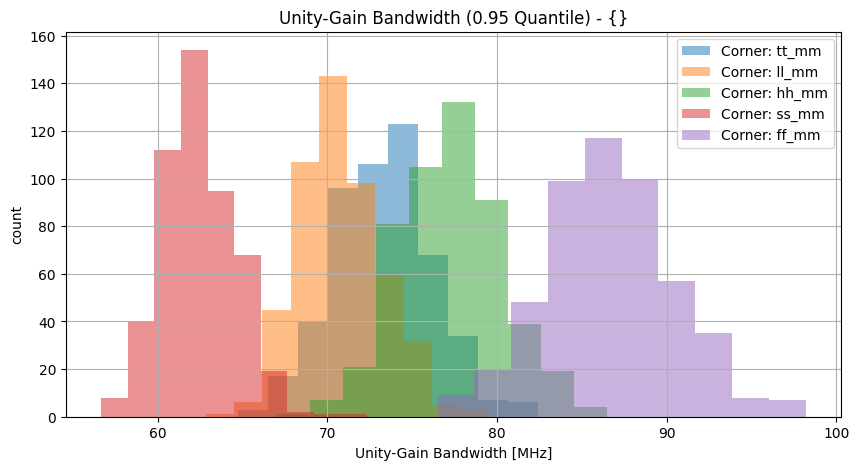 Unity-Gain Bandwidth (0.95 Quantile) - {}
160
140
120
100
80
60
40
20
0
count
Corner: tt_mm
Corner: ll_mm
Corner: hh_mm
Corner: ss_mm
Corner: ff_mm
60
70
80
90
100
Unity-Gain Bandwidth [MHz]